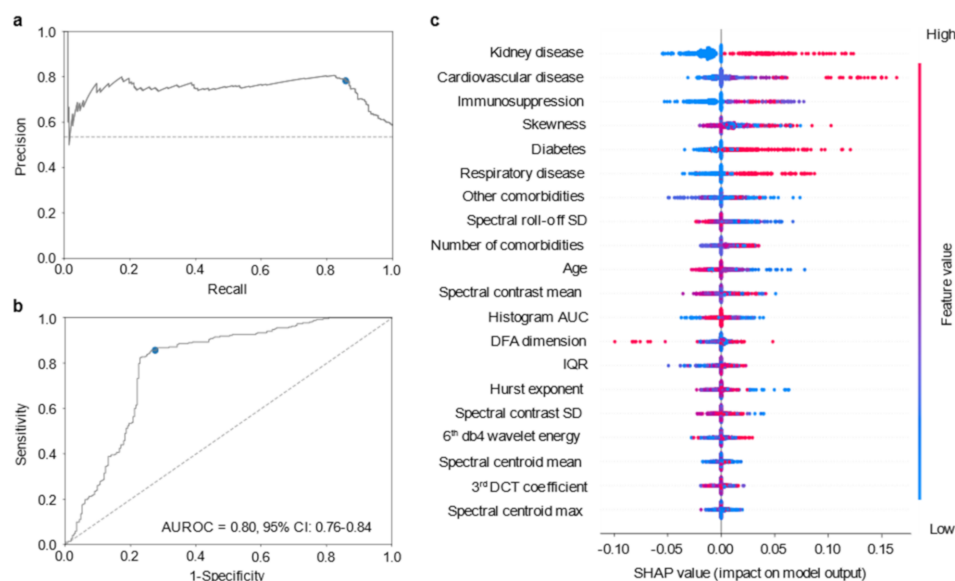 a
1.0
0.8
0.6
0.4
0.2
0.0
Precision
0.0 0.2 0.4 0.6 0.8 1.0
Recall
b
1.0
0.8
0.6
0.4
0.2
0.0
Sensitivity
AUROC = 0.80, 95% CI: 0.76-0.84
0.0 0.2 0.4 0.6 0.8 1.0
1-Specificity
c
High
Kidney disease
Cardiovascular disease
Immunosuppression
Skewness
Diabetes
Respiratory disease
Other comorbidities
Spectral roll-off SD
Number of comorbidities
Age
Spectral contrast mean
Histogram AUC
DFA dimension
IQR
Hurst exponent
Spectral contrast SD
6th db4 wavelet energy
Spectral centroid mean
3rd DCT coefficient
Spectral centroid max
Feature value
Low
-0.10 -0.05 0.00 0.05 0.10 0.15
SHAP value (impact on model output)